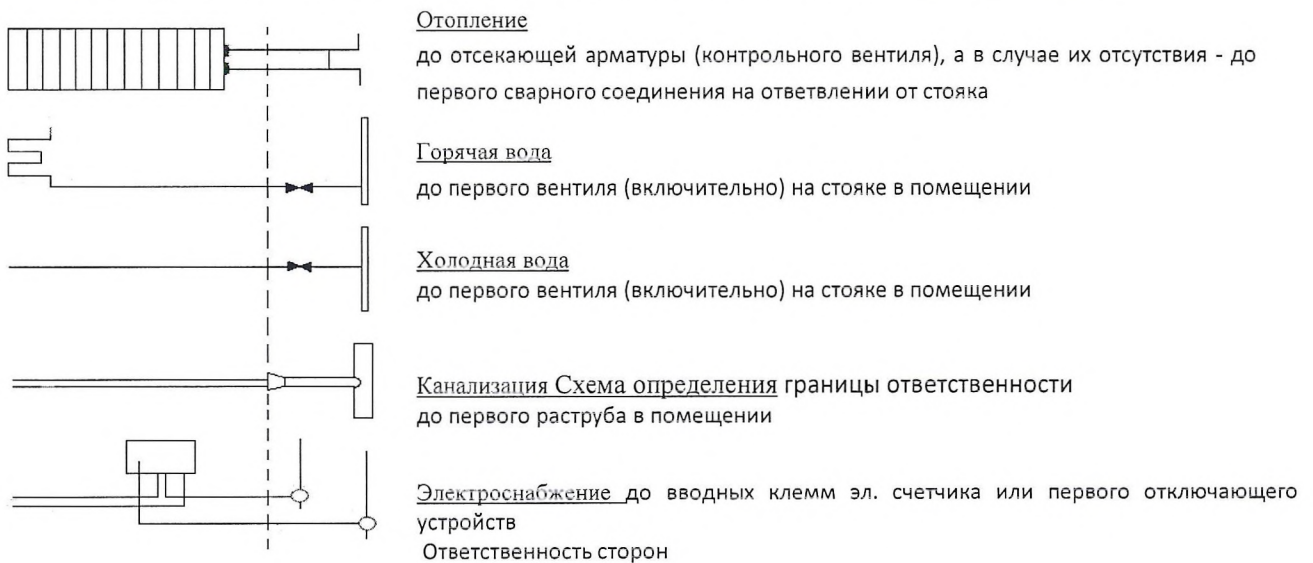 Отопление
до отсекающей арматуры (контрольного вентиля), а в случае их отсутствия - до
первого сварного соединения на ответвлении от стояка
Горячая вода
до первого вентиля (включительно) на стояке в помещении
Холодная вода
до первого вентиля (включительно) на стояке в помещении
Канализация Схема определения границы ответственности
до первого раструба в помещении
Электроснабжение до вводных клемм эл. счетчика или первого отключающего
устройств
Ответственность сторон